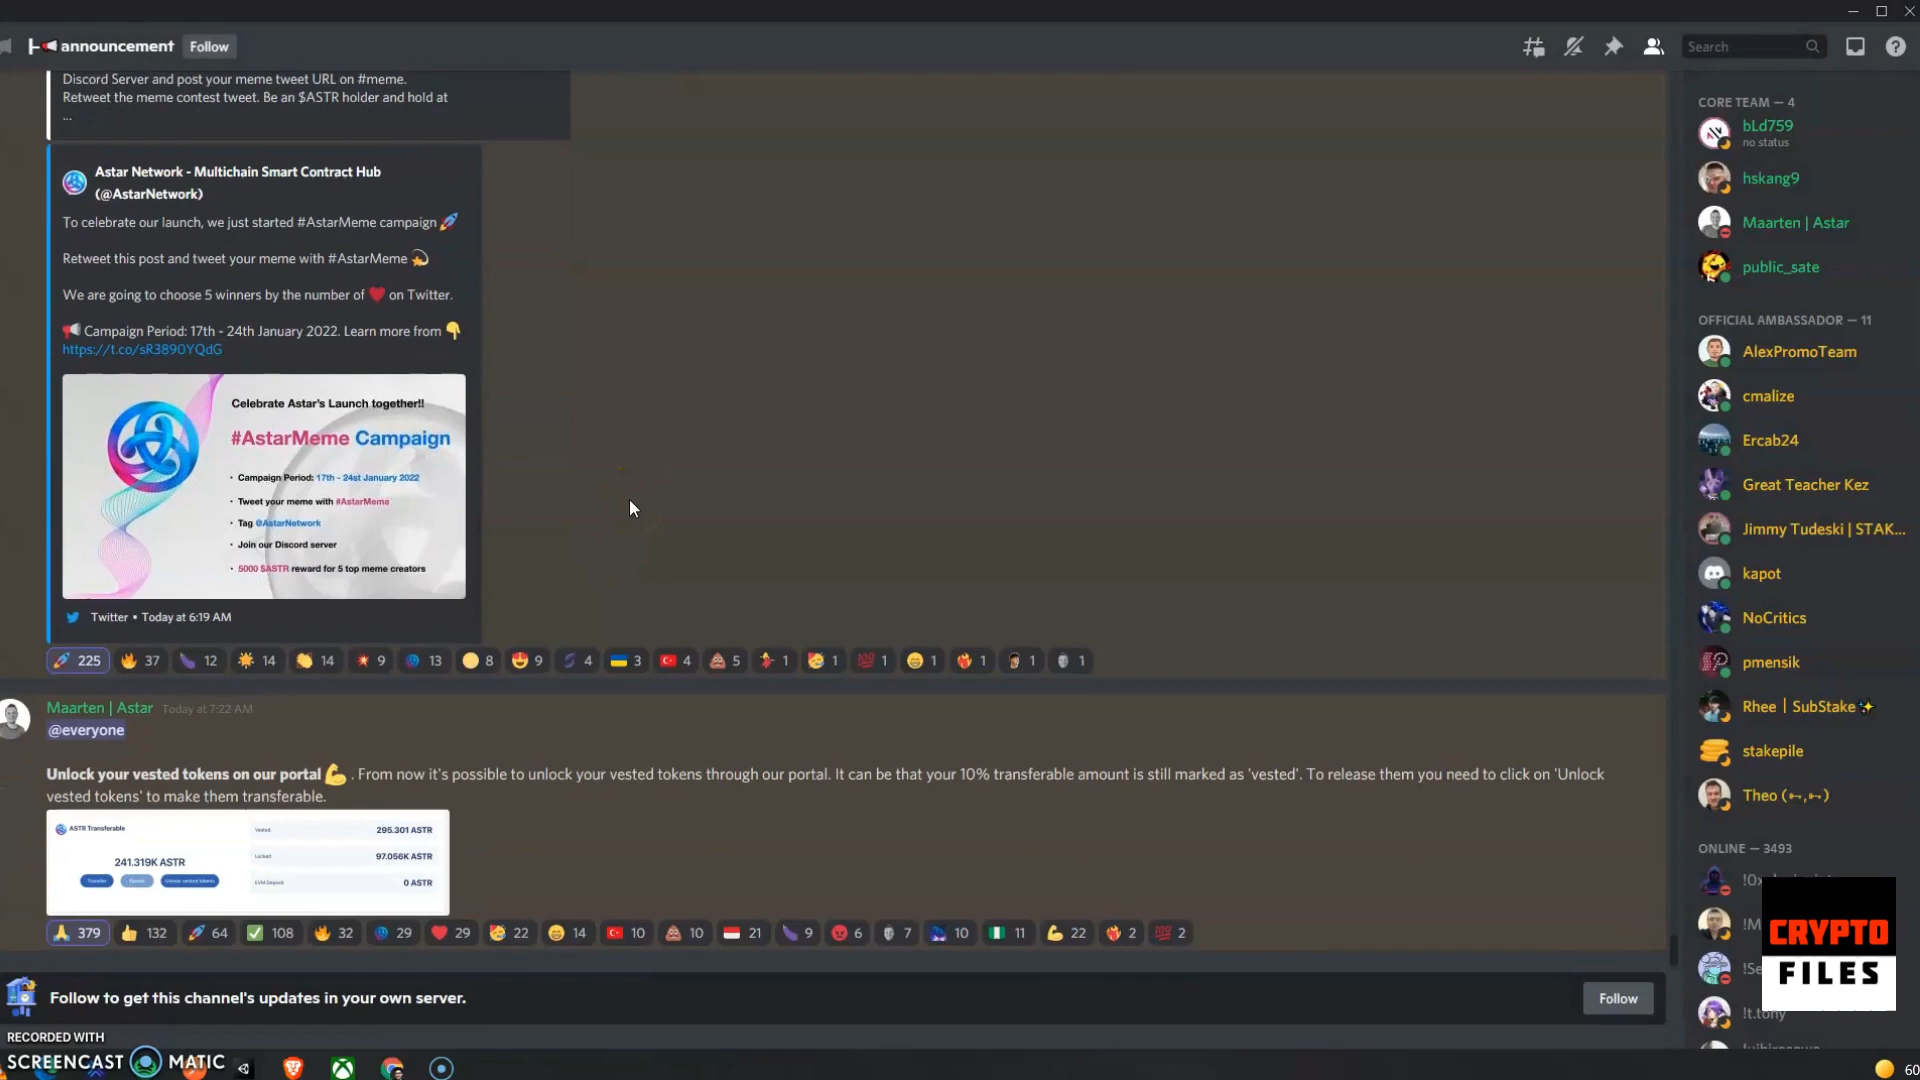 announcement
Follow
Search
Discord Server and post your meme tweet URL on #meme.
Retweet the meme contest tweet. Be an $ASTR holder and hold at
...
Astar Network - Multichain Smart Contract Hub
(@AstarNetwork)
To celebrate our launch, we just started #AstarMeme campaign 🚀
Retweet this post and tweet your meme with #AstarMeme 💫
We are going to choose 5 winners by the number of ❤️ on Twitter.
📢 Campaign Period: 17th - 24th January 2022. Learn more from 👇
https://t.co/sR3890YQdG
Celebrate Astar's Launch together!!
#AstarMeme Campaign
• Campaign Period: 17th - 24st January 2022
• Tweet your meme with #AstarMeme
• Tag @AstarNetwork
• Join our Discord server
• 5000 $ASTR reward for 5 top meme creators
Twitter • Today at 6:19 AM
225 37 12 14 14 9 13 8 9 4 3 4 5 1 1 1 1 1 1 1
Maarten | Astar Today at 7:22 AM
@everyone
Unlock your vested tokens on our portal 💪 . From now it's possible to unlock your vested tokens through our portal. It can be that your 10% transferable amount is still marked as 'vested'. To release them you need to click on 'Unlock
vested tokens' to make them transferable.
ASTR Transferable
241.319K ASTR
Transfer
Unlock vested tokens
Vested 295.301 ASTR
Locked 97.056K ASTR
EVM Deposit 0 ASTR
379 132 64 108 32 29 29 22 14 10 10 21 9 6 7 10 11 22 2 2
Follow to get this channel's updates in your own server.
Follow
CORE TEAM — 4
bLd759
no status
hskang9
Maarten | Astar
public_sate
OFFICIAL AMBASSADOR — 11
AlexPromoTeam
cmalize
Ercab24
Great Teacher Kez
Jimmy Tudeski | STAK...
kapot
NoCritics
pmensik
Rhee | SubStake✨
stakepile
Theo (⊷,⊷)
ONLINE — 3493
!t.tony
CRYPTO
FILES
RECORDED WITH
SCREENCAST MATIC
60